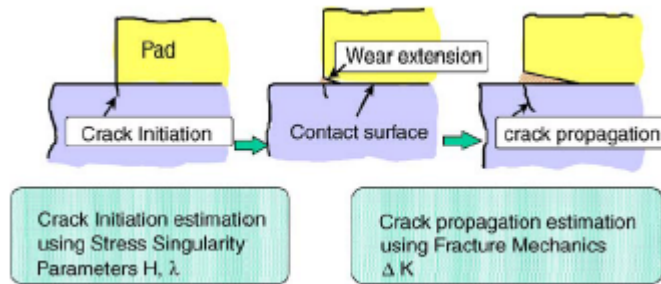 Pad
Wear extension
Crack Initiation
Contact surface
crack propagation
Crack Initiation estimation
using Stress Singularity
Parameters H, λ
Crack propagation estimation
using Fracture Mechanics
Δ K